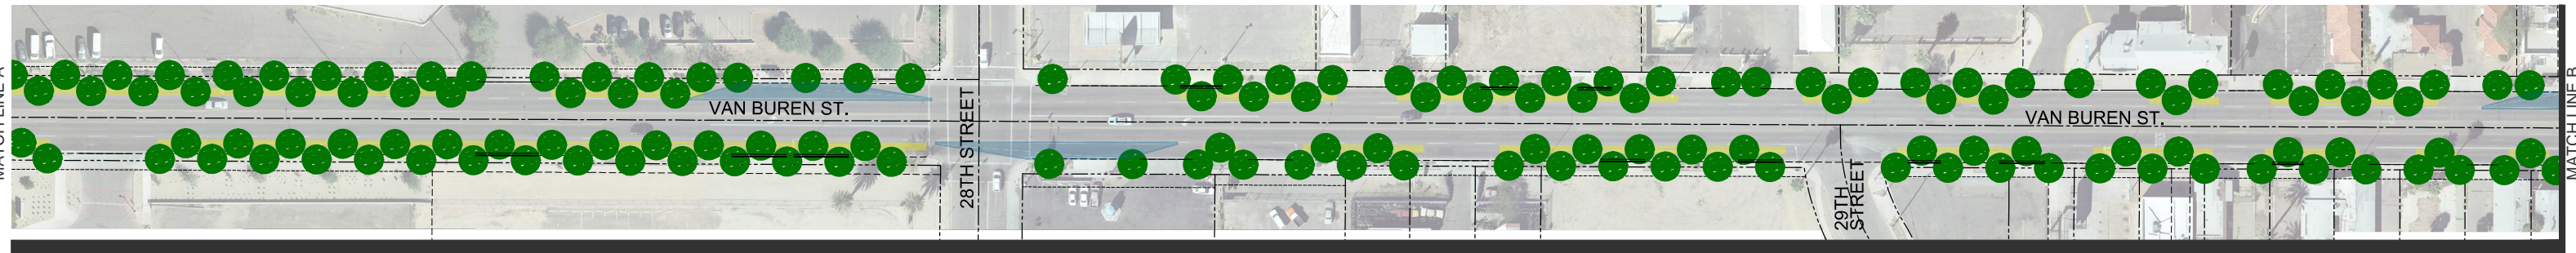 MATCH LINE A
VAN BUREN ST.
28TH STREET
29TH
STREET
VAN BUREN ST.
MATCH LINE B